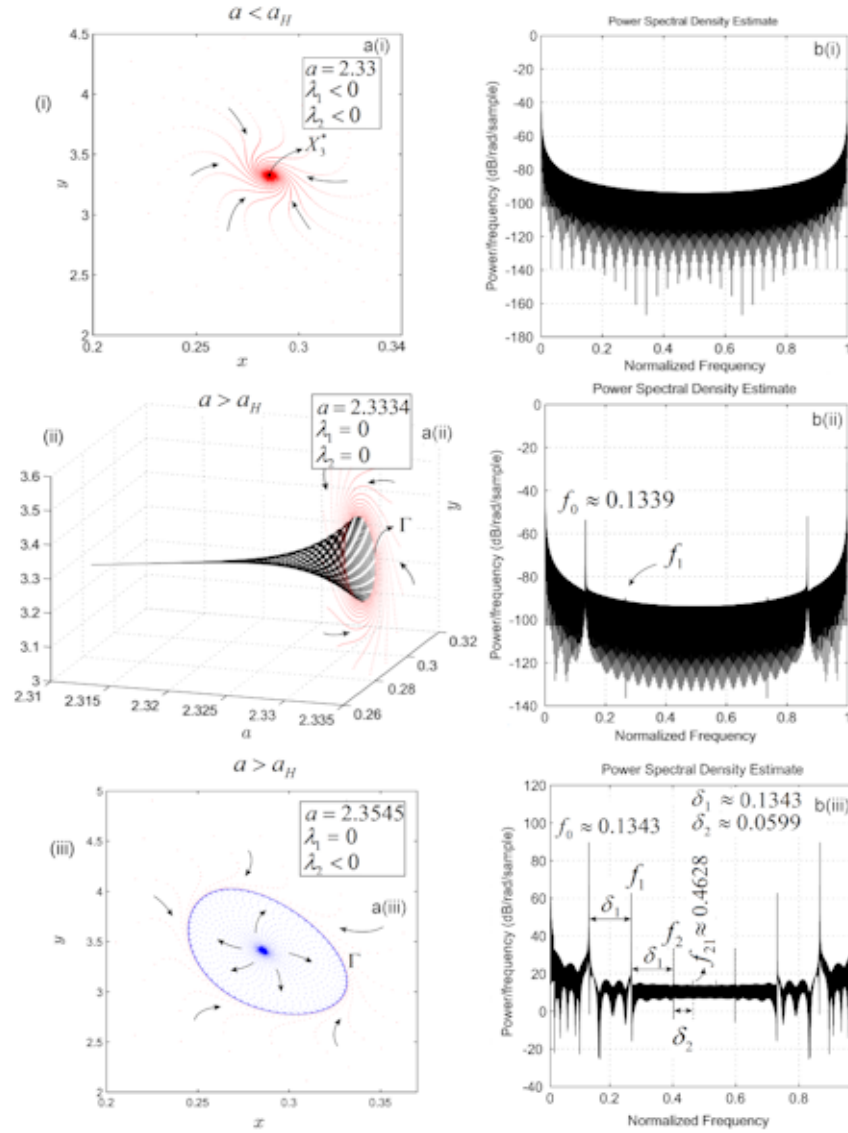 a < a_H
a(i)
(i)
a = 2.33
λ̂₁ < 0
λ̂₂ < 0
X₃*
4.5
4
3.5
3
2.5
2
y
0.2
0.25
0.3
0.34
x
Power Spectral Density Estimate
b(i)
Power/frequency (dB/rad/sample)
0
-20
-40
-60
-80
-100
-120
-140
-160
-180
0
0.2
0.4
0.6
0.8
1
Normalized Frequency
a > a_H
(ii)
a(ii)
a = 2.3334
λ̂₁ = 0
λ̂₂ = 0
Γ
y
3.6
3.5
3.4
3.3
3.2
3.1
3
2.31
2.315
2.32
2.325
2.33
2.335
a
0.26
0.28
0.3
0.32
Power Spectral Density Estimate
b(ii)
f₀ ≈ 0.1339
f₁
Power/frequency (dB/rad/sample)
0
-20
-40
-60
-80
-100
-120
-140
0
0.2
0.4
0.6
0.8
1
Normalized Frequency
a > a_H
(iii)
a = 2.3545
λ̂₁ = 0
λ̂₂ < 0
a(iii)
Γ
5
4.5
4
3.5
3
2.5
2
y
0.2
0.25
0.3
0.35
x
Power Spectral Density Estimate
δ₁ ≈ 0.1343
b(iii)
f₀ ≈ 0.1343
δ₂ ≈ 0.0599
f₁
δ₁
f₂
δ₁
f₂₁ ≈ 0.4628
δ₂
Power/frequency (dB/rad/sample)
120
100
80
60
40
20
0
-20
-40
0
0.2
0.4
0.6
0.8
1
Normalized Frequency